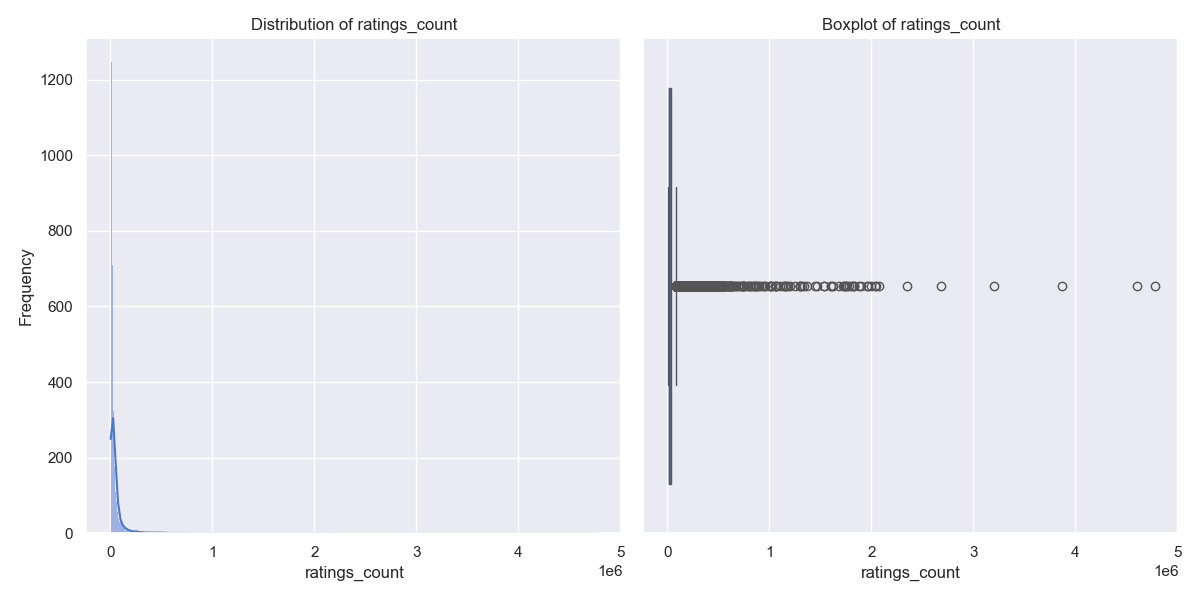 Distribution of ratings_count
Frequency
1200
1000
800
600
400
200
0
0 1 2 3 4 5
1e6
ratings_count
Boxplot of ratings_count
0 1 2 3 4 5
1e6
ratings_count